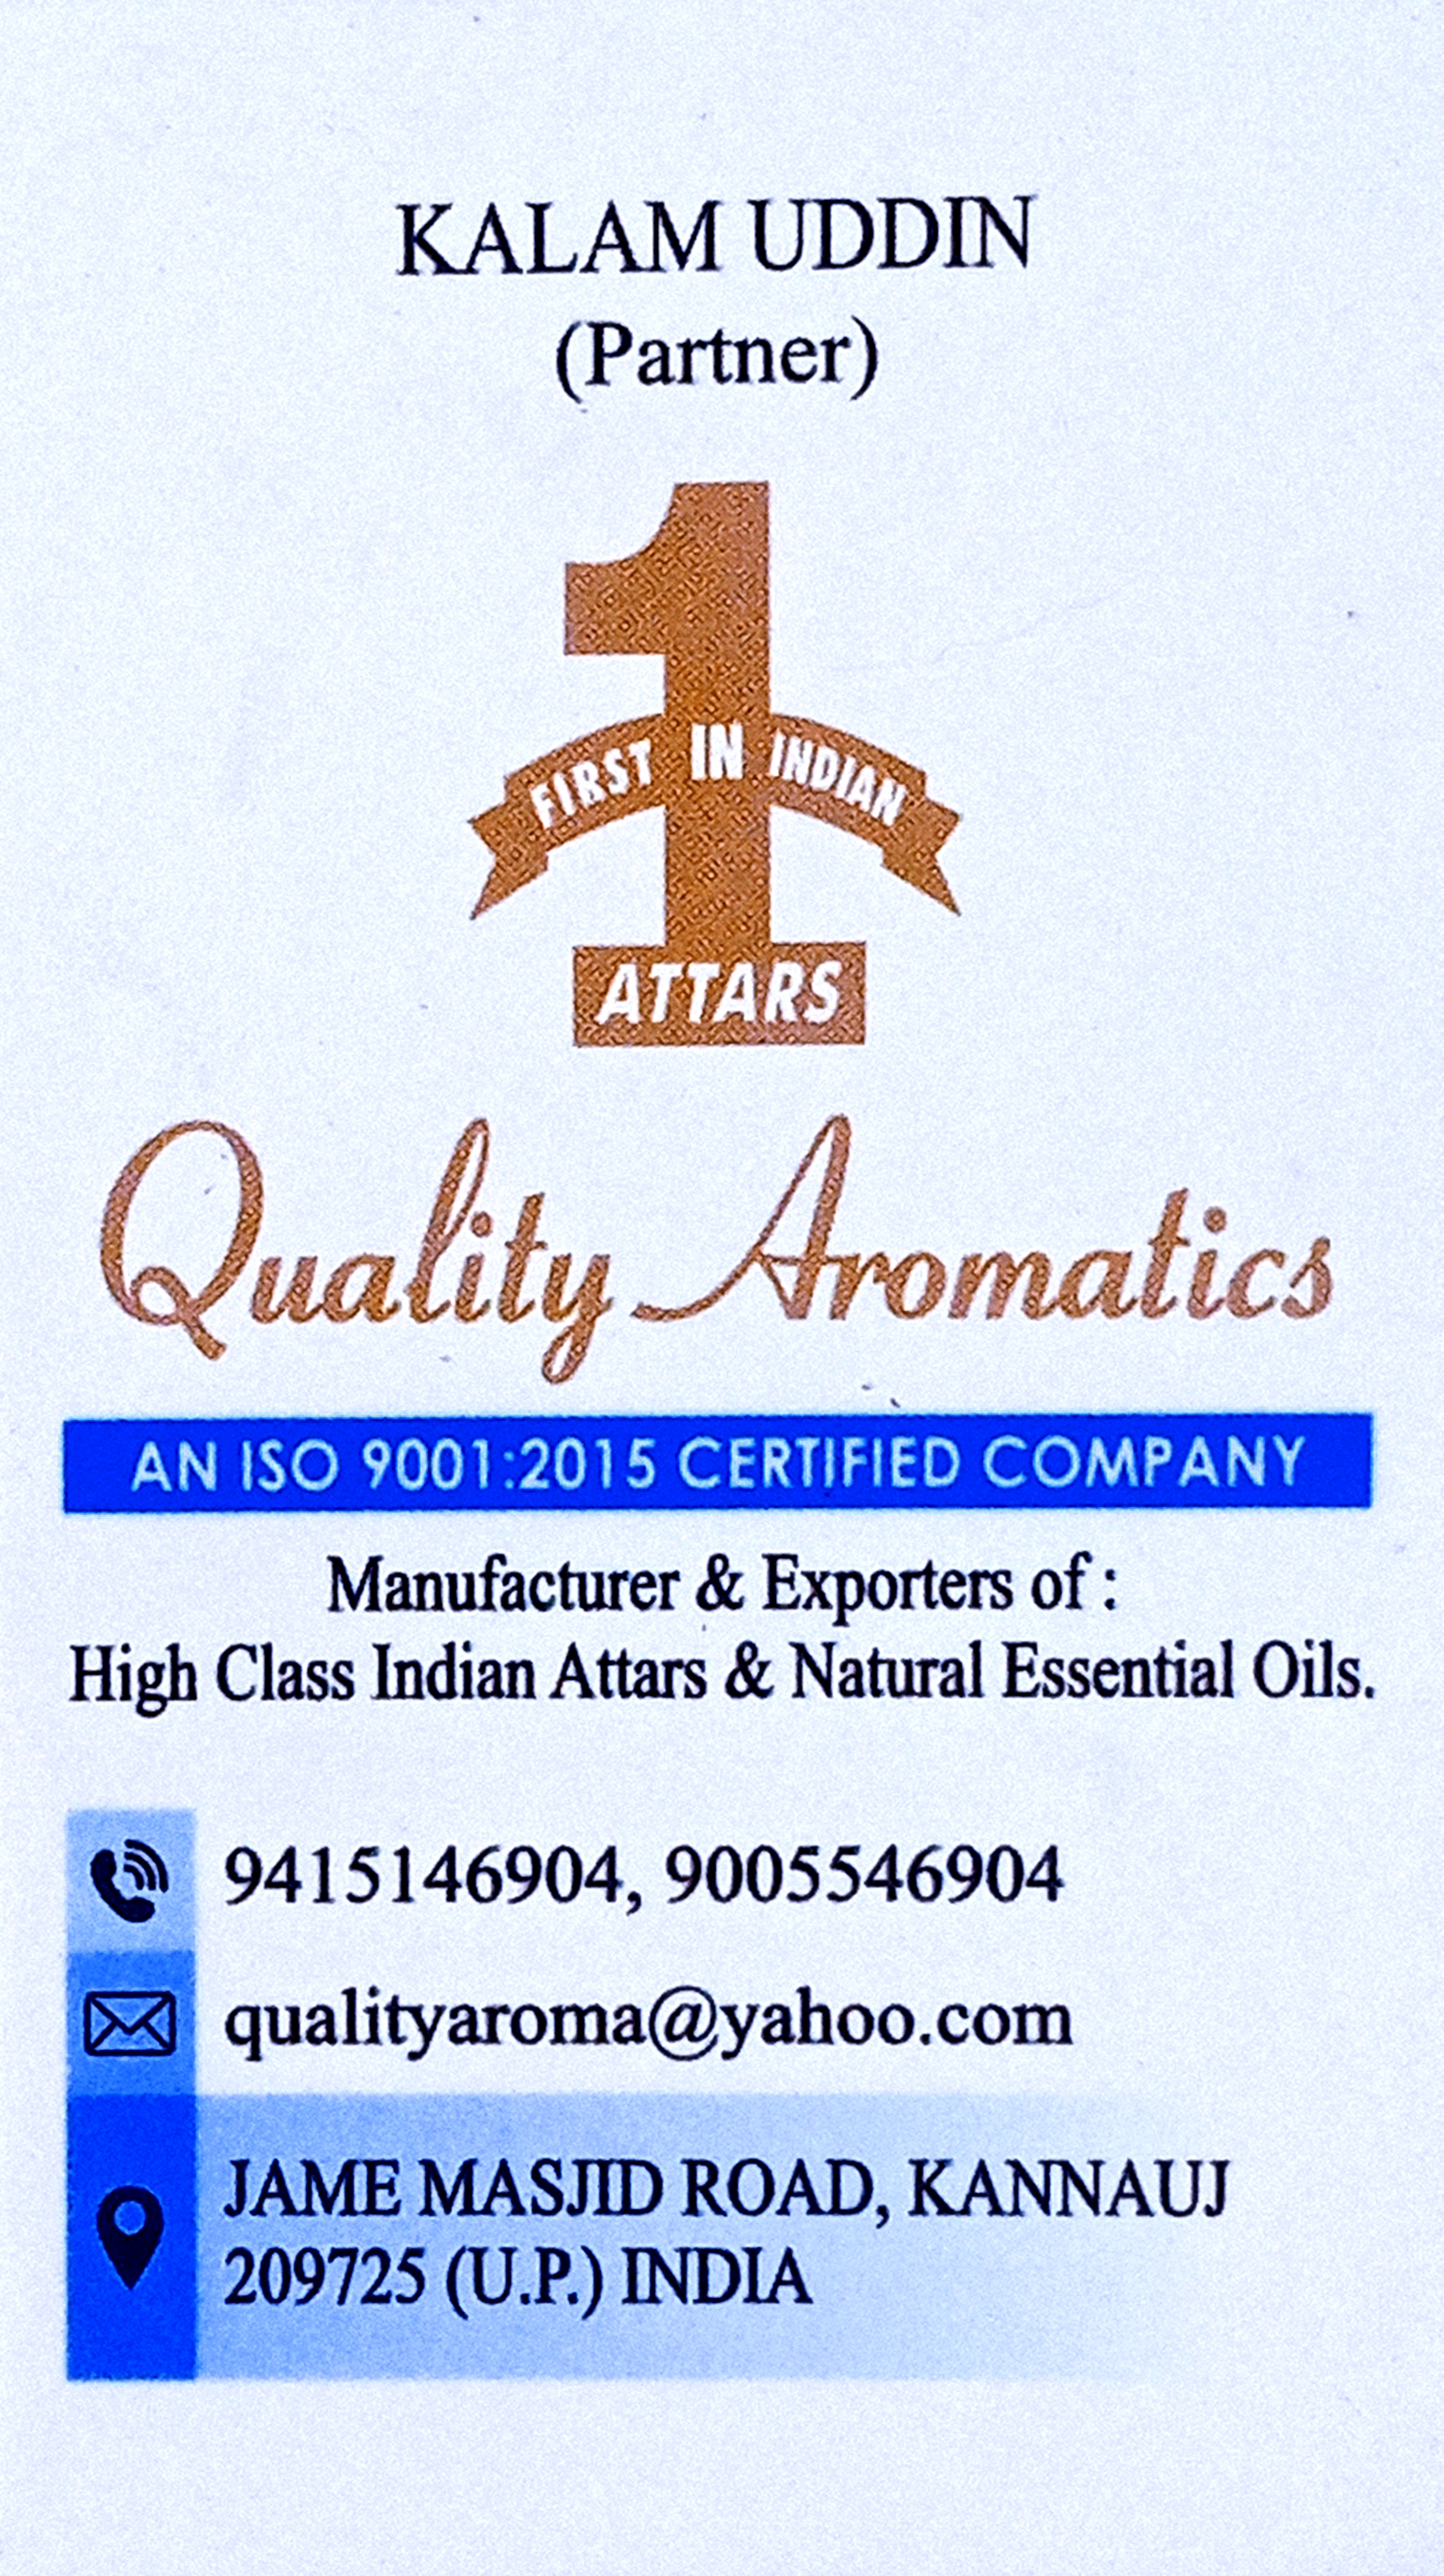 KALAM UDDIN
(Partner)
FIRST IN INDIAN
ATTARS
Quality Aromatics
AN ISO 9001:2015 CERTIFIED COMPANY
Manufacturer & Exporters of :
High Class Indian Attars & Natural Essential Oils.
9415146904, 9005546904
qualityaroma@yahoo.com
JAME MASJID ROAD, KANNAUJ
209725 (U.P.) INDIA